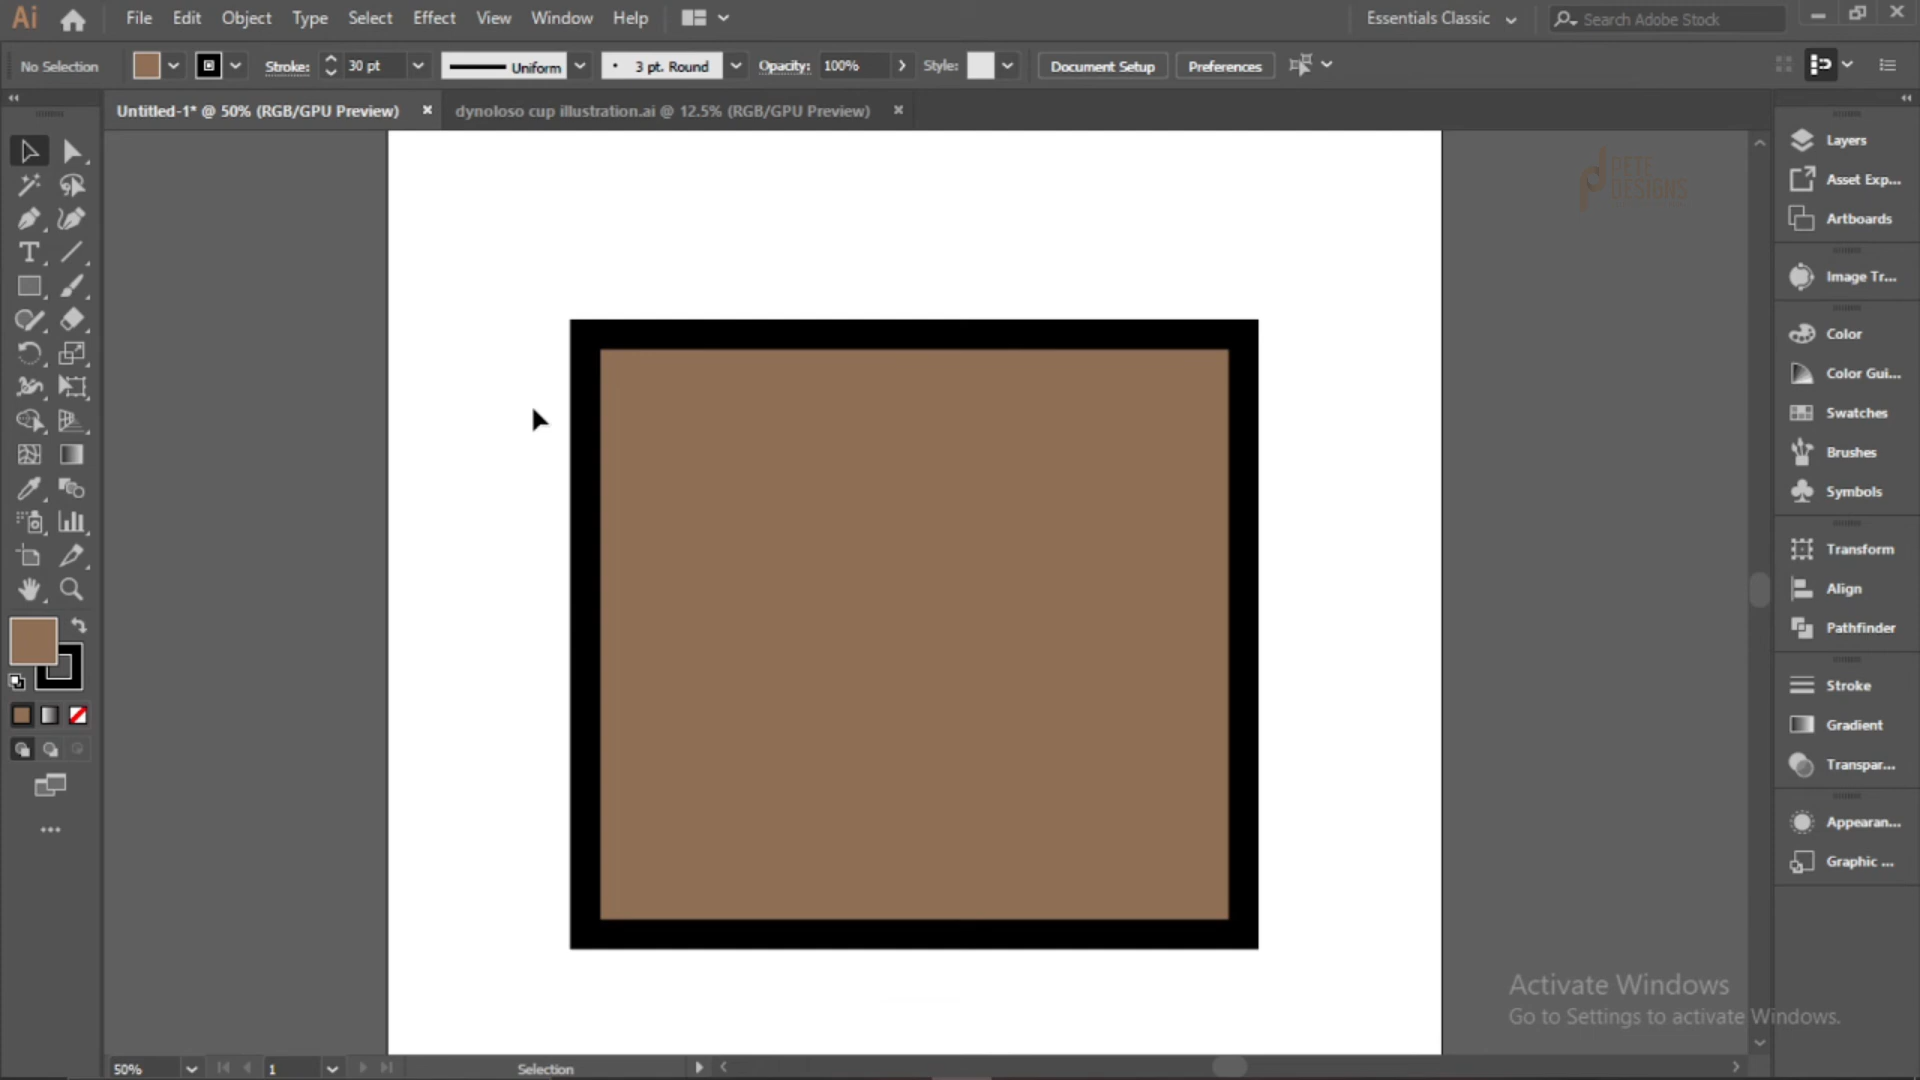 Ai File Edit Object Type Select Effect View Window Help Essentials Classic Search Adobe Stock
No Selection Stroke: 30 pt Uniform 3 pt. Round Opacity: 100% Style: Document Setup Preferences
Untitled-1* @ 50% (RGB/GPU Preview) dynoloso cup illustration.ai @ 12.5% (RGB/GPU Preview)
PETE
DESIGNS
Layers
Asset Exp...
Artboards
Image Tr...
Color
Color Gui...
Swatches
Brushes
Symbols
Transform
Align
Pathfinder
Stroke
Gradient
Transpar...
Appearan...
Graphic ...
Activate Windows
Go to Settings to activate Windows.
50% 1 Selection